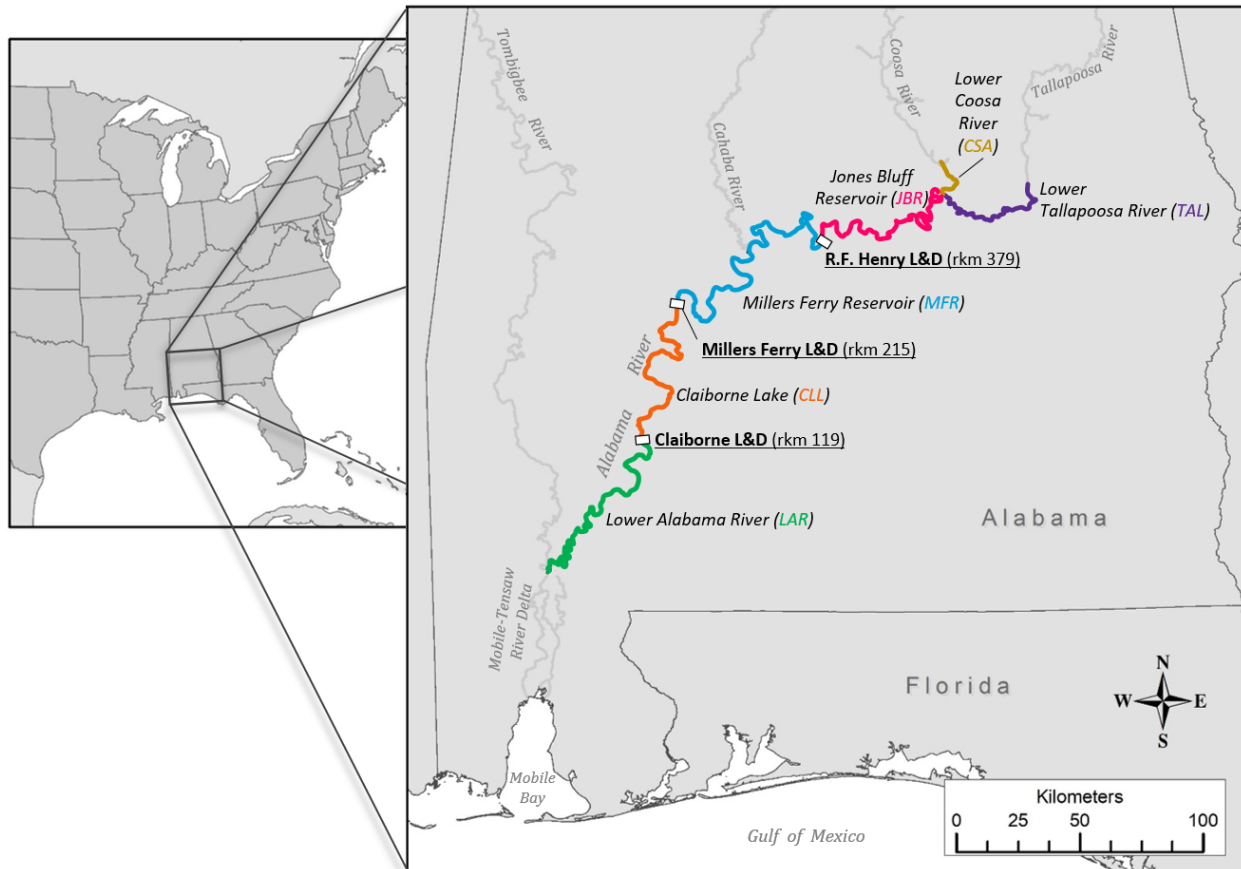 Tombigbee
River
Coosa River
Tallapoosa River
Cahaba River
Lower
Coosa
River
(CSA)
Jones Bluff
Reservoir (JBR)
Lower
Tallapoosa River (TAL)
R.F. Henry L&D (rkm 379)
Millers Ferry Reservoir (MFR)
Millers Ferry L&D (rkm 215)
Alabama River
Claiborne Lake (CLL)
Claiborne L&D (rkm 119)
Lower Alabama River (LAR)
Alabama
Mobile-Tensaw
River Delta
Florida
N
W E
S
Mobile
Bay
Gulf of Mexico
Kilometers
0 25 50 100